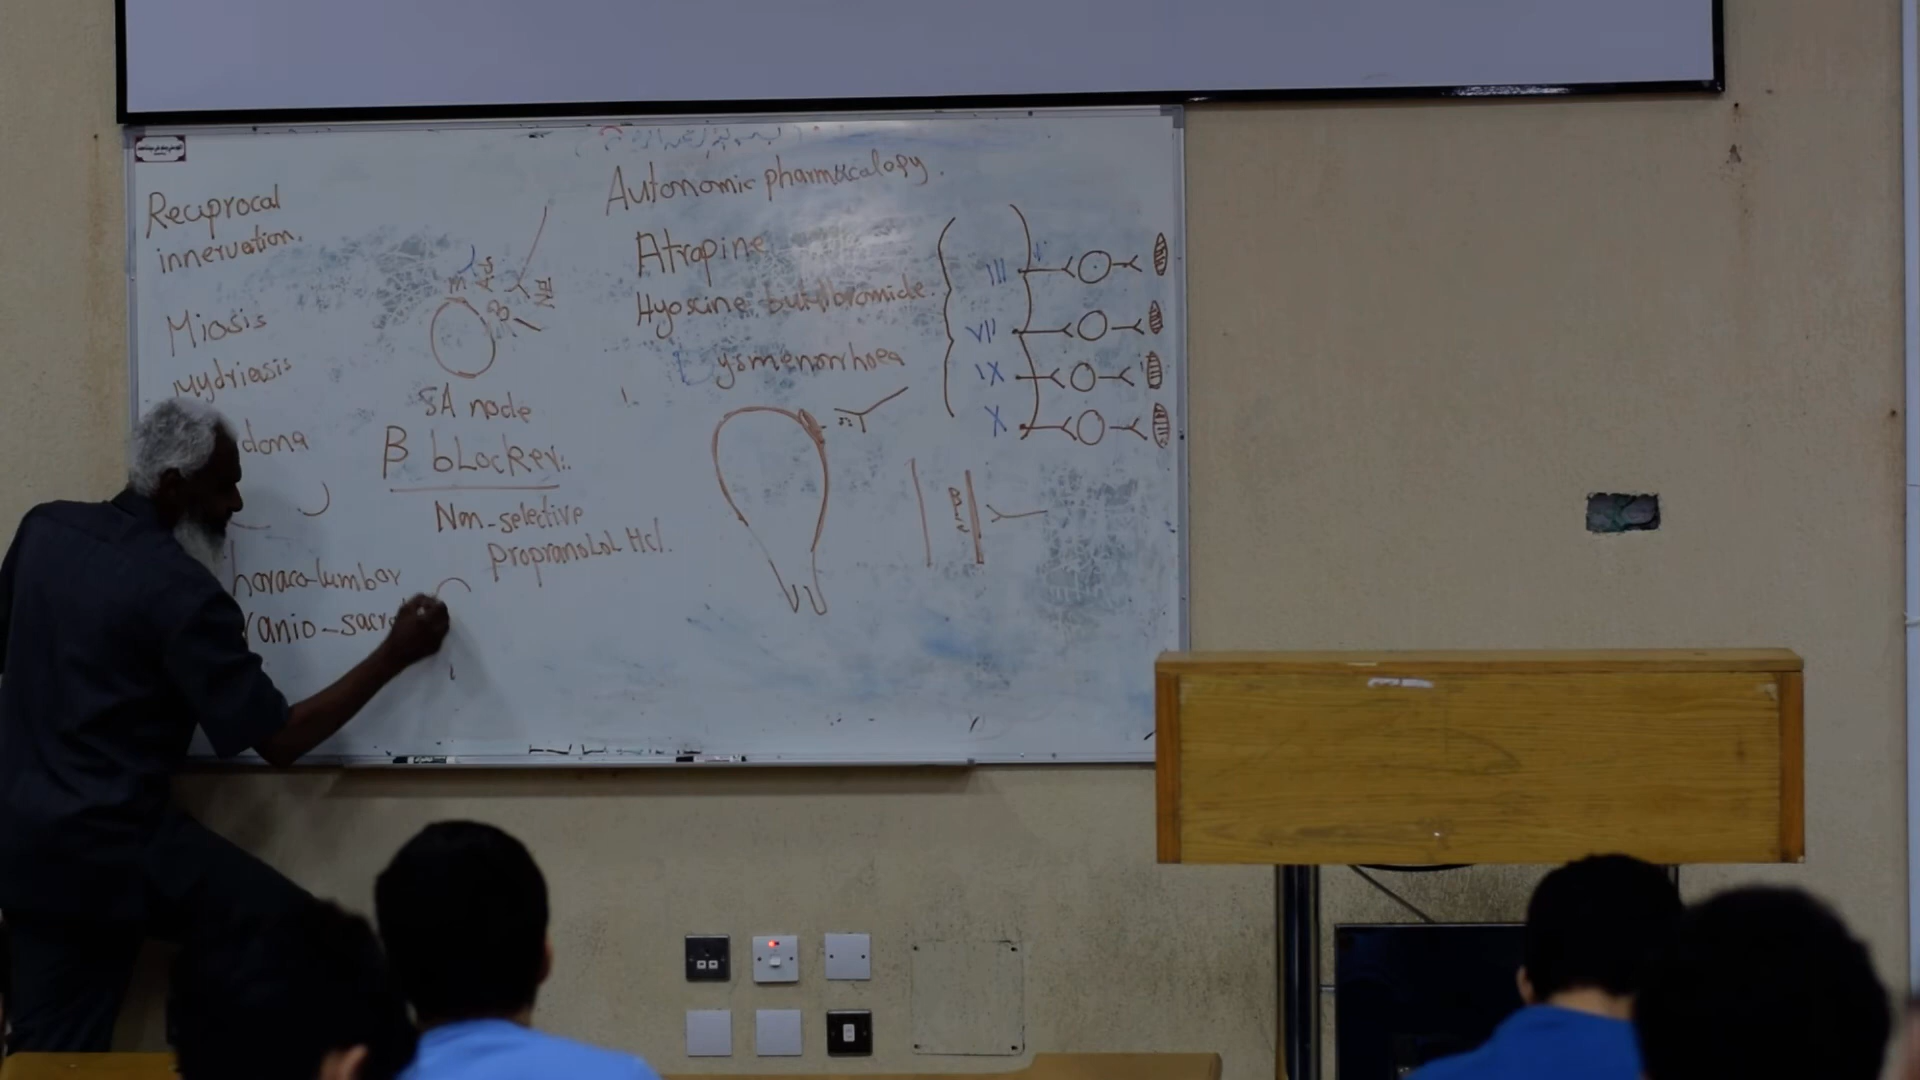 Autonomic pharmacology.
Reciprocal
innervation.
Miosis
Mydriasis
dona
horaco-lumbar
ranio-sacr
SA node
β bLocker:.
Non-selective
propranoLoL Hcl.
Atropine
Hyoscine butylbromide.
ysmenorrhoea
III
VII
IX
X